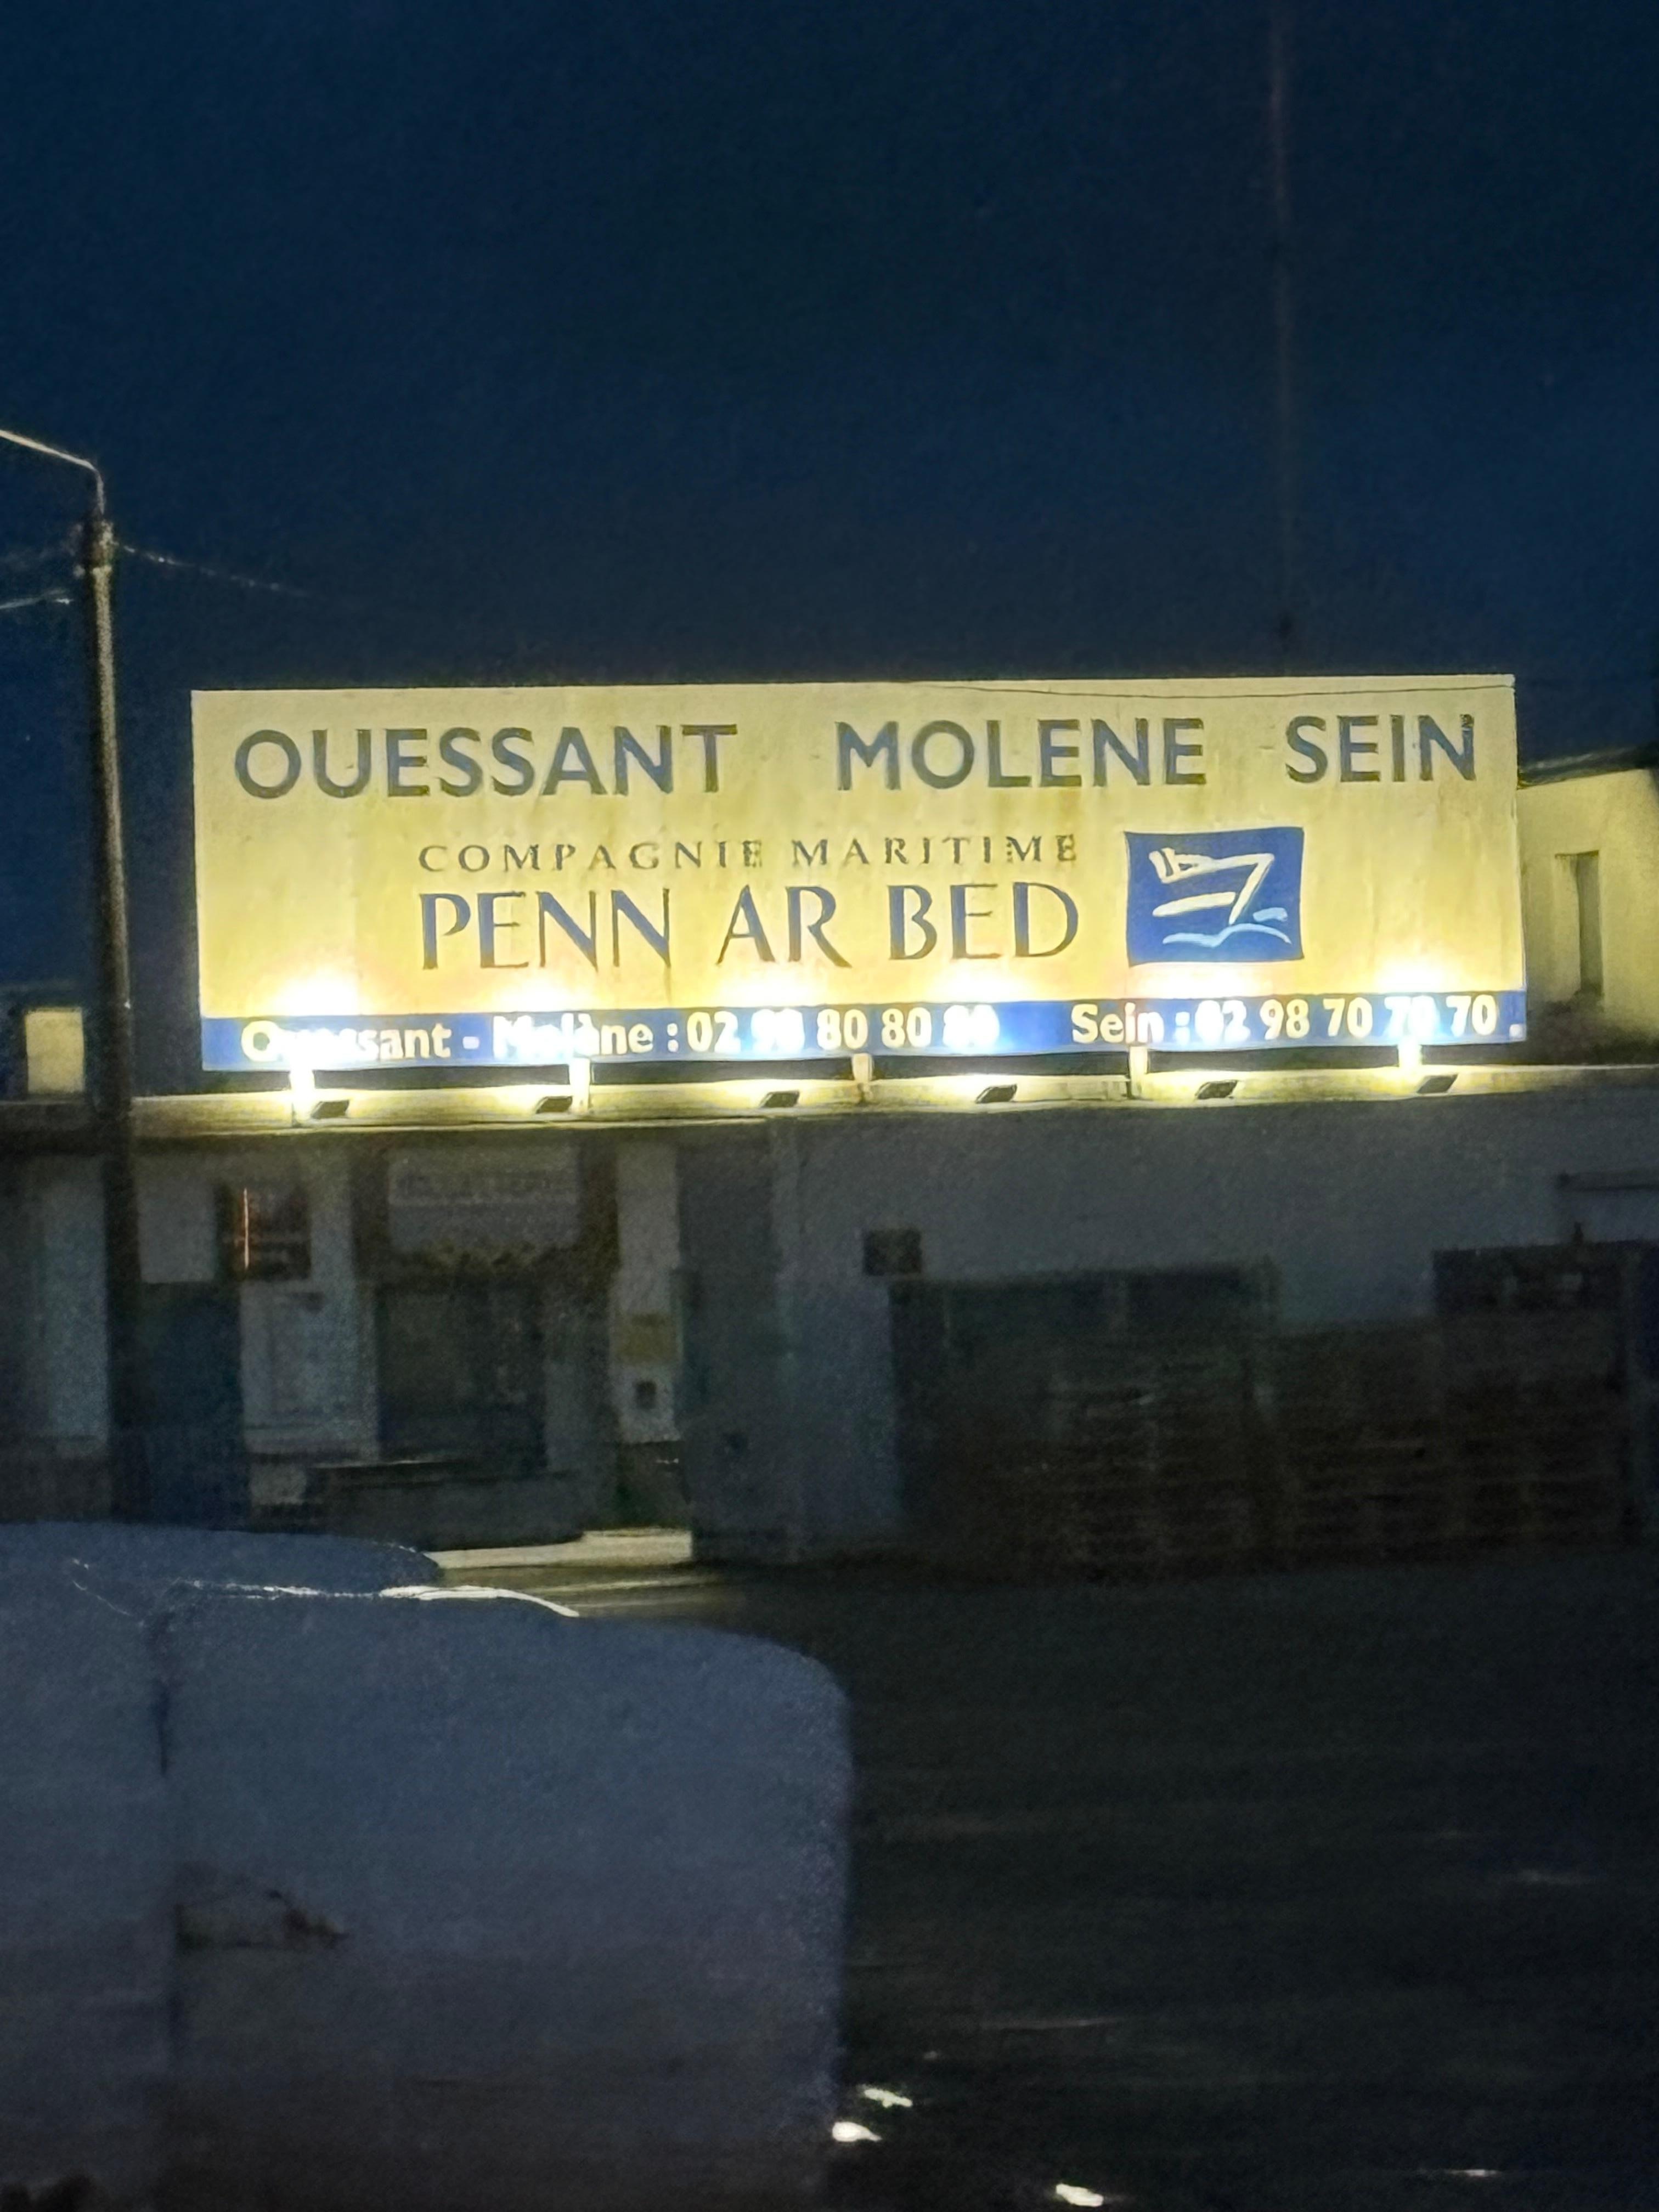 OUESSANT MOLENE SEIN
COMPAGNIE MARITIME
PENN AR BED
Ouessant - Molène : 02 98 80 80 80 Sein : 02 98 70 70 70 .